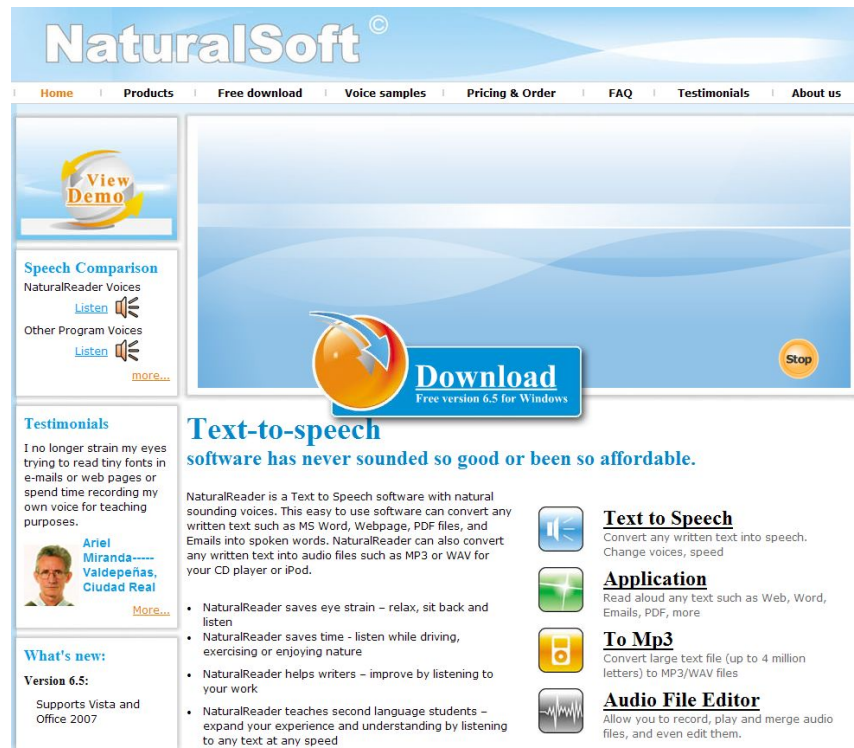 NaturalSoft ©
Home
Products
Free download
Voice samples
Pricing & Order
FAQ
Testimonials
About us
View
Demo
Speech Comparison
NaturalReader Voices
Listen
Other Program Voices
Listen
more...
Stop
Download
Free version 6.5 for Windows
Testimonials
I no longer strain my eyes
trying to read tiny fonts in
e-mails or web pages or
spend time recording my
own voice for teaching
purposes.
Ariel
Miranda-----
Valdepeñas,
Ciudad Real
More...
What's new:
Version 6.5:
Supports Vista and
Office 2007
Text-to-speech
software has never sounded so good or been so affordable.
NaturalReader is a Text to Speech software with natural
sounding voices. This easy to use software can convert any
written text such as MS Word, Webpage, PDF files, and
Emails into spoken words. NaturalReader can also convert
any written text into audio files such as MP3 or WAV for
your CD player or iPod.
• NaturalReader saves eye strain – relax, sit back and
listen
• NaturalReader saves time - listen while driving,
exercising or enjoying nature
• NaturalReader helps writers – improve by listening to
your work
• NaturalReader teaches second language students –
expand your experience and understanding by listening
to any text at any speed
Text to Speech
Convert any written text into speech.
Change voices, speed
Application
Read aloud any text such as Web, Word,
Emails, PDF, more
To Mp3
Convert large text file (up to 4 million
letters) to MP3/WAV files
Audio File Editor
Allow you to record, play and merge audio
files, and even edit them.